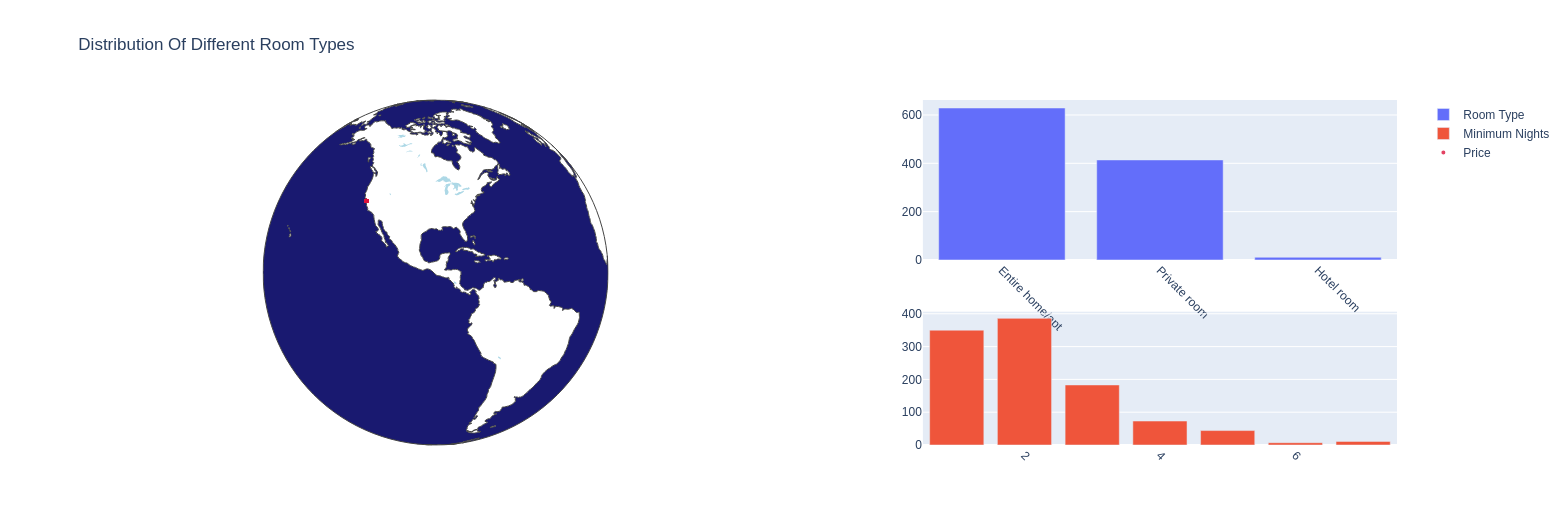 Distribution Of Different Room Types
600
400
200
0
Entire home/apt
Private room
Hotel room
400
300
200
100
0
2
4
6
Room Type
Minimum Nights
Price